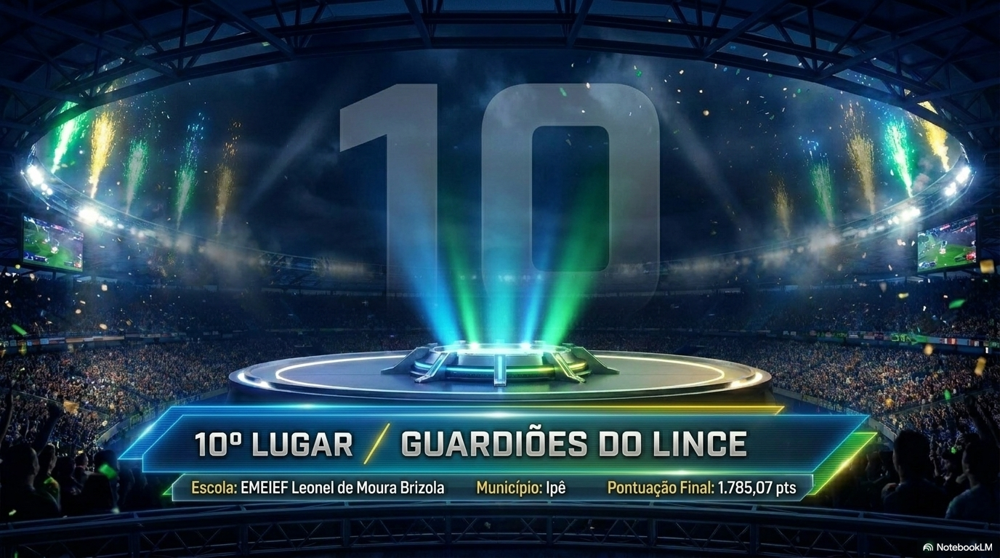 10
10º LUGAR / GUARDIÕES DO LINCE
Escola: EMEIEF Leonel de Moura Brizola Município: Ipê Pontuação Final: 1.785,07 pts
NotebookLM